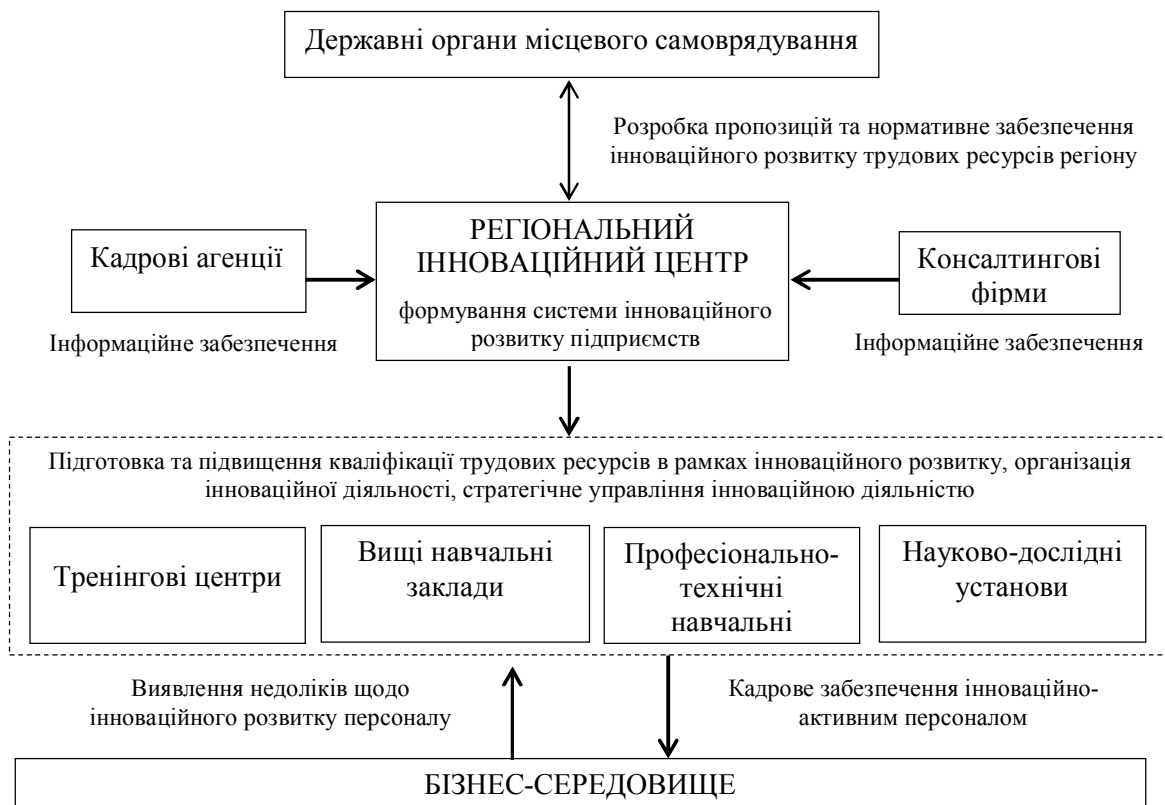 Державні органи місцевого самоврядування
Розробка пропозицій та нормативне забезпечення
інноваційного розвитку трудових ресурсів регіону
Кадрові агенції
Інформаційне забезпечення
РЕГІОНАЛЬНИЙ
ІННОВАЦІЙНИЙ ЦЕНТР
формування системи інноваційного
розвитку підприємств
Консалтингові
фірми
Інформаційне забезпечення
Підготовка та підвищення кваліфікації трудових ресурсів в рамках інноваційного розвитку, організація
інноваційної діяльності, стратегічне управління інноваційною діяльністю
Тренінгові центри
Вищі навчальні
заклади
Професіонально-
технічні
навчальні
Науково-дослідні
установи
Виявлення недоліків щодо
інноваційного розвитку персоналу
Кадрове забезпечення інноваційно-
активним персоналом
БІЗНЕС-СЕРЕДОВИЩЕ